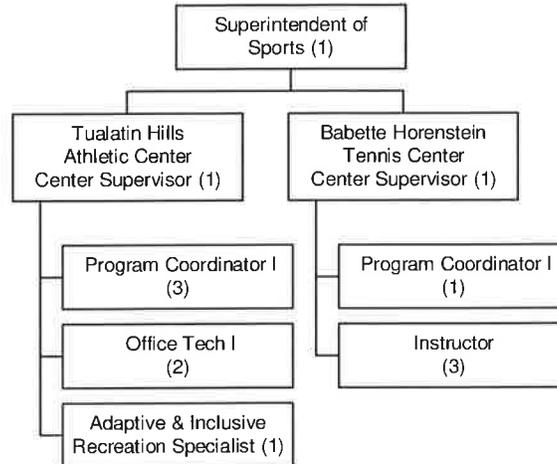 Superintendent of
Sports (1)
Tualatin Hills
Athletic Center
Center Supervisor (1)
Babette Horenstein
Tennis Center
Center Supervisor (1)
Program Coordinator I
(3)
Office Tech I
(2)
Adaptive & Inclusive
Recreation Specialist (1)
Program Coordinator I
(1)
Instructor
(3)